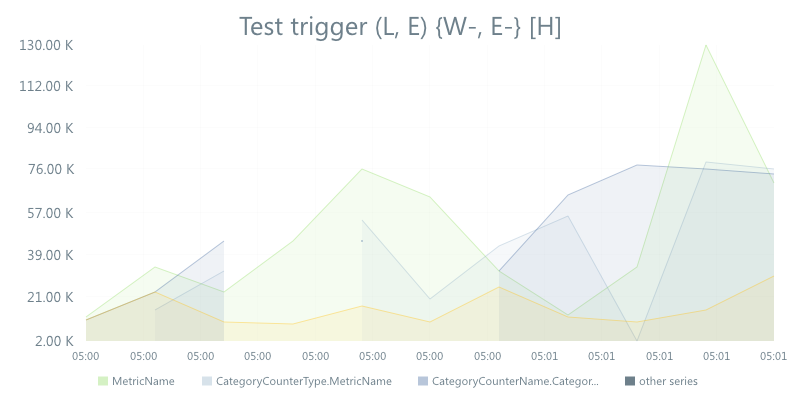 Test trigger (L, E) {W-, E-} [H]
130.00 K
112.00 K
94.00 K
76.00 K
57.00 K
39.00 K
21.00 K
2.00 K
05:00 05:00 05:00 05:00 05:00 05:00 05:00 05:00 05:01 05:01 05:01 05:01 05:01
MetricName CategoryCounterType.MetricName CategoryCounterName.Categor... other series